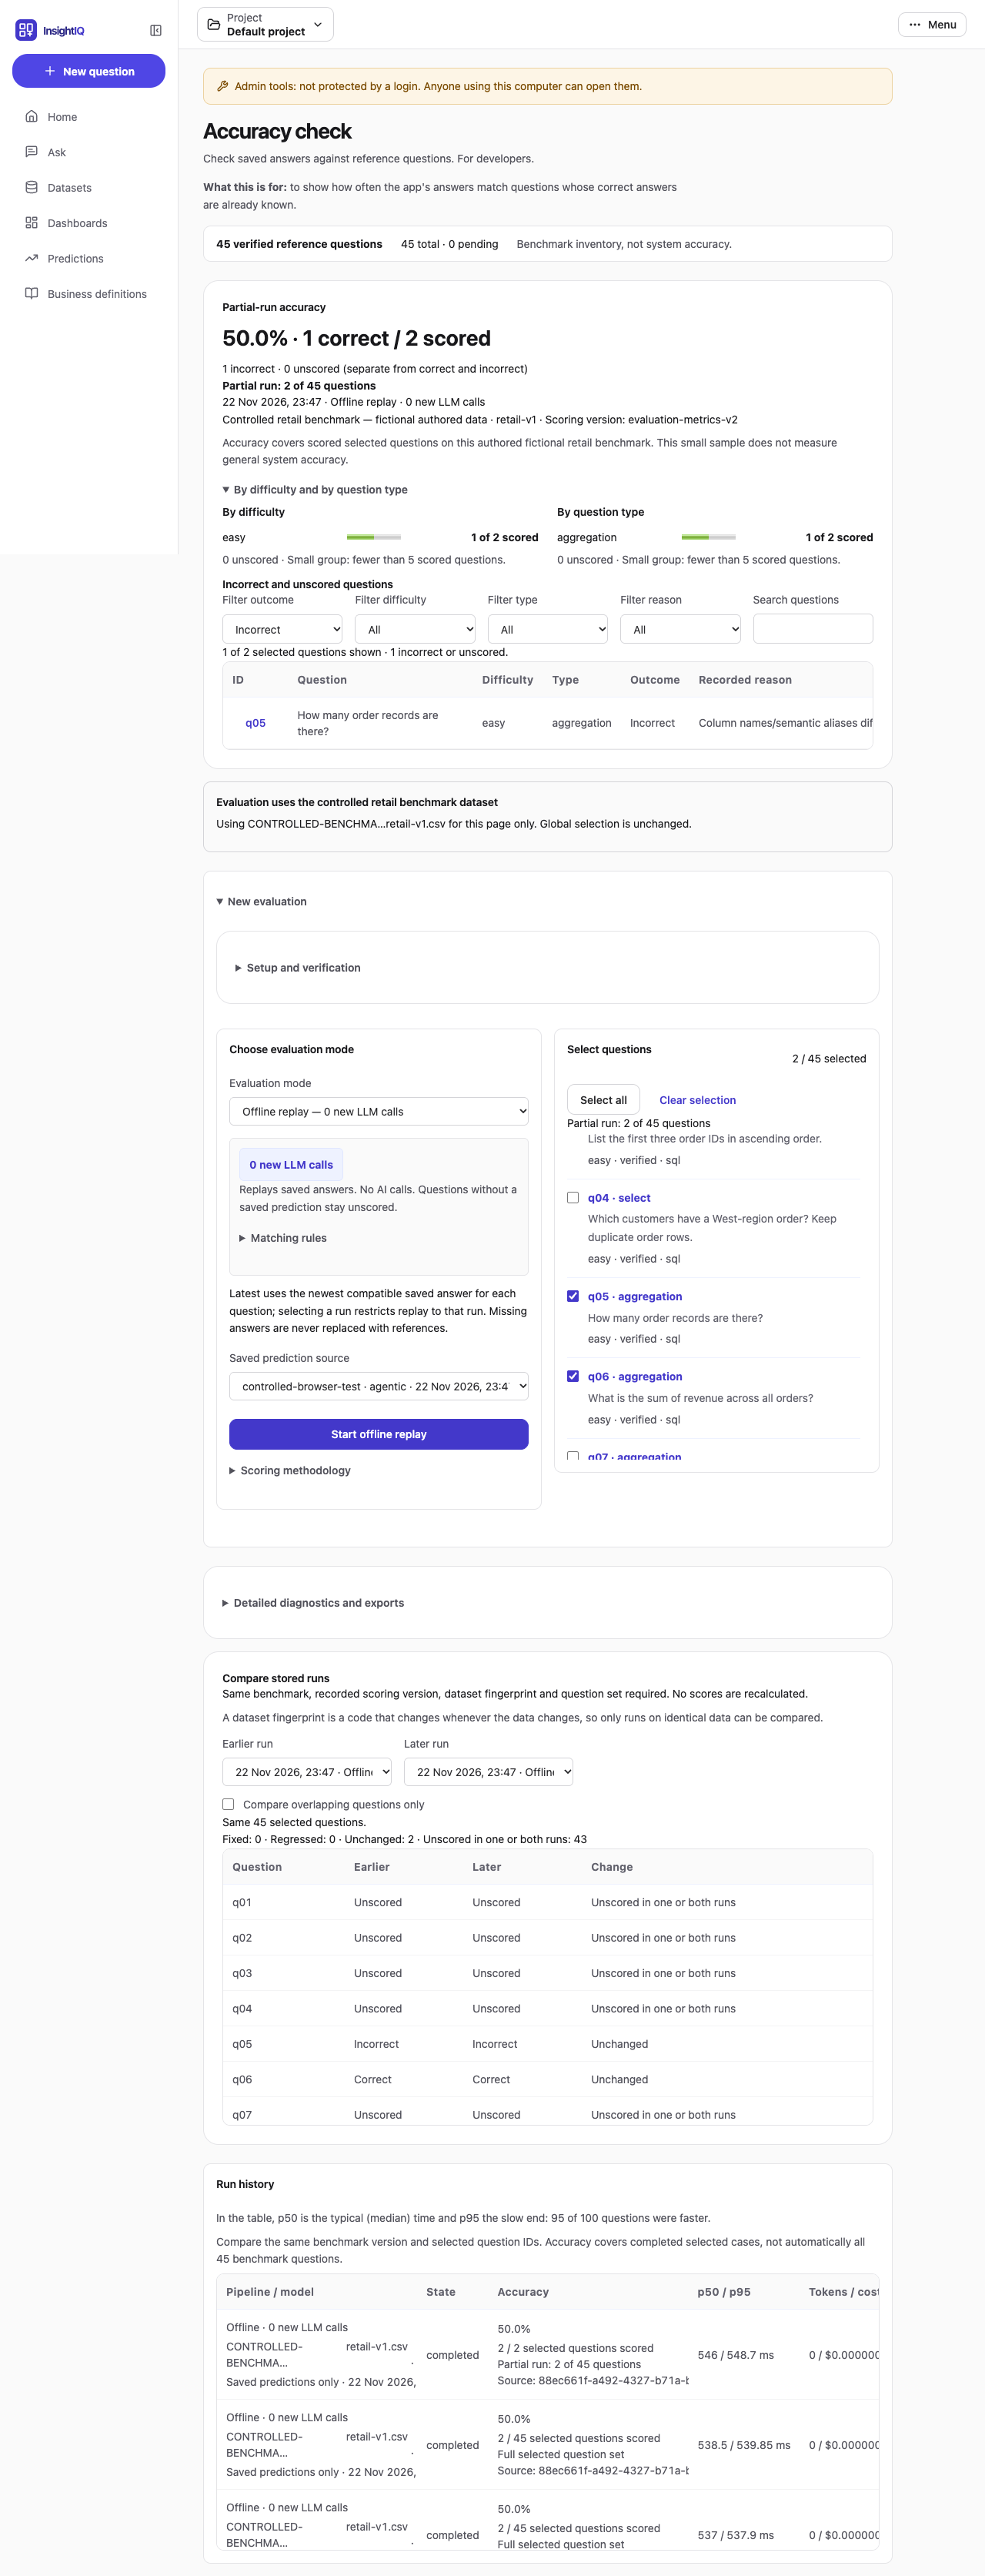 InsightIQ
New question
Home
Ask
Datasets
Dashboards
Predictions
Business definitions
Project
Default project
Menu
Admin tools: not protected by a login. Anyone using this computer can open them.
Accuracy check
Check saved answers against reference questions. For developers.
What this is for: to show how often the app's answers match questions whose correct answers
are already known.
45 verified reference questions 45 total · 0 pending Benchmark inventory, not system accuracy.
Partial-run accuracy
50.0% · 1 correct / 2 scored
1 incorrect · 0 unscored (separate from correct and incorrect)
Partial run: 2 of 45 questions
22 Nov 2026, 23:47 · Offline replay · 0 new LLM calls
Controlled retail benchmark — fictional authored data · retail-v1 · Scoring version: evaluation-metrics-v2
Accuracy covers scored selected questions on this authored fictional retail benchmark. This small sample does not measure
general system accuracy.
By difficulty and by question type
By difficulty
easy 1 of 2 scored
0 unscored · Small group: fewer than 5 scored questions.
By question type
aggregation 1 of 2 scored
0 unscored · Small group: fewer than 5 scored questions.
Incorrect and unscored questions
Filter outcome Filter difficulty Filter type Filter reason Search questions
Incorrect All All All
1 of 2 selected questions shown · 1 incorrect or unscored.
ID Question Difficulty Type Outcome Recorded reason
q05 How many order records are there? easy aggregation Incorrect Column names/semantic aliases dif
Evaluation uses the controlled retail benchmark dataset
Using CONTROLLED-BENCHMA...retail-v1.csv for this page only. Global selection is unchanged.
New evaluation
Setup and verification
Choose evaluation mode
Evaluation mode
Offline replay — 0 new LLM calls
0 new LLM calls
Replays saved answers. No AI calls. Questions without a
saved prediction stay unscored.
Matching rules
Latest uses the newest compatible saved answer for each
question; selecting a run restricts replay to that run. Missing
answers are never replaced with references.
Saved prediction source
controlled-browser-test · agentic · 22 Nov 2026, 23:47
Start offline replay
Scoring methodology
Select questions
2 / 45 selected
Select all Clear selection
Partial run: 2 of 45 questions
List the first three order IDs in ascending order.
easy · verified · sql
q04 · select
Which customers have a West-region order? Keep
duplicate order rows.
easy · verified · sql
q05 · aggregation
How many order records are there?
easy · verified · sql
q06 · aggregation
What is the sum of revenue across all orders?
easy · verified · sql
q07 · aggregation
Detailed diagnostics and exports
Compare stored runs
Same benchmark, recorded scoring version, dataset fingerprint and question set required. No scores are recalculated.
A dataset fingerprint is a code that changes whenever the data changes, so only runs on identical data can be compared.
Earlier run Later run
22 Nov 2026, 23:47 · Offline 22 Nov 2026, 23:47 · Offline
Compare overlapping questions only
Same 45 selected questions.
Fixed: 0 · Regressed: 0 · Unchanged: 2 · Unscored in one or both runs: 43
Question Earlier Later Change
q01 Unscored Unscored Unscored in one or both runs
q02 Unscored Unscored Unscored in one or both runs
q03 Unscored Unscored Unscored in one or both runs
q04 Unscored Unscored Unscored in one or both runs
q05 Incorrect Incorrect Unchanged
q06 Correct Correct Unchanged
q07 Unscored Unscored Unscored in one or both runs
Run history
In the table, p50 is the typical (median) time and p95 the slow end: 95 of 100 questions were faster.
Compare the same benchmark version and selected question IDs. Accuracy covers completed selected cases, not automatically all
45 benchmark questions.
Pipeline / model State Accuracy p50 / p95 Tokens / cost
Offline · 0 new LLM calls
CONTROLLED-BENCHMA... retail-v1.csv ·
Saved predictions only · 22 Nov 2026,
completed
50.0%
2 / 2 selected questions scored
Partial run: 2 of 45 questions
Source: 88ec661f-a492-4327-b71a-b
546 / 548.7 ms
0 / $0.000000
Offline · 0 new LLM calls
CONTROLLED-BENCHMA... retail-v1.csv ·
Saved predictions only · 22 Nov 2026,
completed
50.0%
2 / 45 selected questions scored
Full selected question set
Source: 88ec661f-a492-4327-b71a-b
538.5 / 539.85 ms
0 / $0.000000
Offline · 0 new LLM calls
CONTROLLED-BENCHMA... retail-v1.csv ·
completed
50.0%
2 / 45 selected questions scored
Full selected question set
537 / 537.9 ms
0 / $0.000000